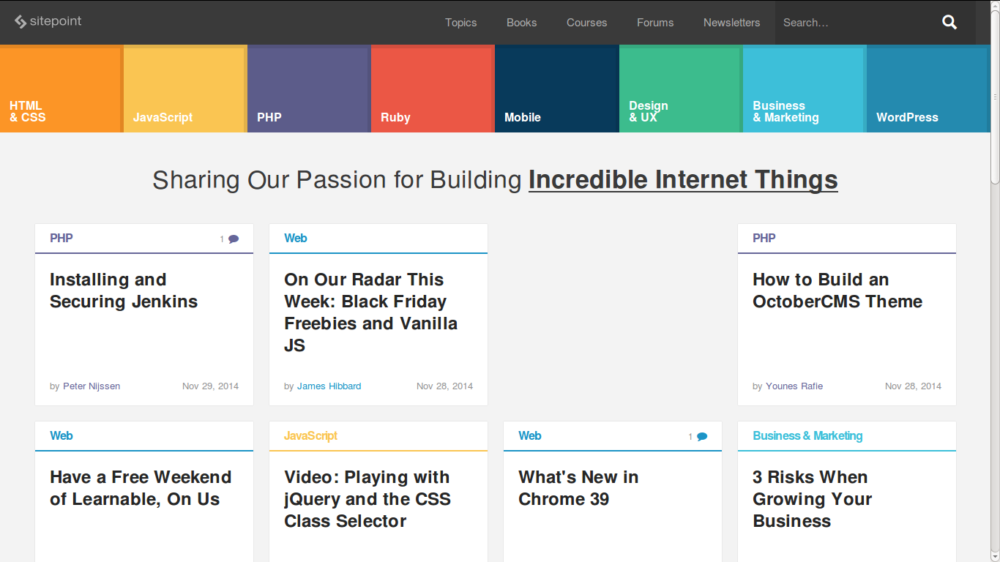 sitepoint
Topics Books Courses Forums Newsletters Search...
HTML
& CSS
JavaScript
PHP
Ruby
Mobile
Design
& UX
Business
& Marketing
WordPress
Sharing Our Passion for Building Incredible Internet Things
PHP 1
Installing and
Securing Jenkins
by Peter Nijssen Nov 29, 2014
Web
On Our Radar This
Week: Black Friday
Freebies and Vanilla
JS
by James Hibbard Nov 28, 2014
PHP
How to Build an
OctoberCMS Theme
by Younes Rafie Nov 28, 2014
Web
Have a Free Weekend
of Learnable, On Us
JavaScript
Video: Playing with
jQuery and the CSS
Class Selector
Web 1
What's New in
Chrome 39
Business & Marketing
3 Risks When
Growing Your
Business